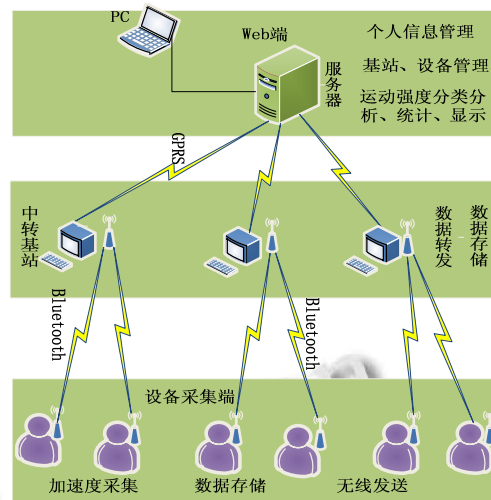 PC
Web端
服务器
个人信息管理
基站、设备管理
运动强度分类分
析、统计、显示
GPRS
中转基站
数据转发
数据存储
Bluetooth
Bluetooth
设备采集端
加速度采集
数据存储
无线发送